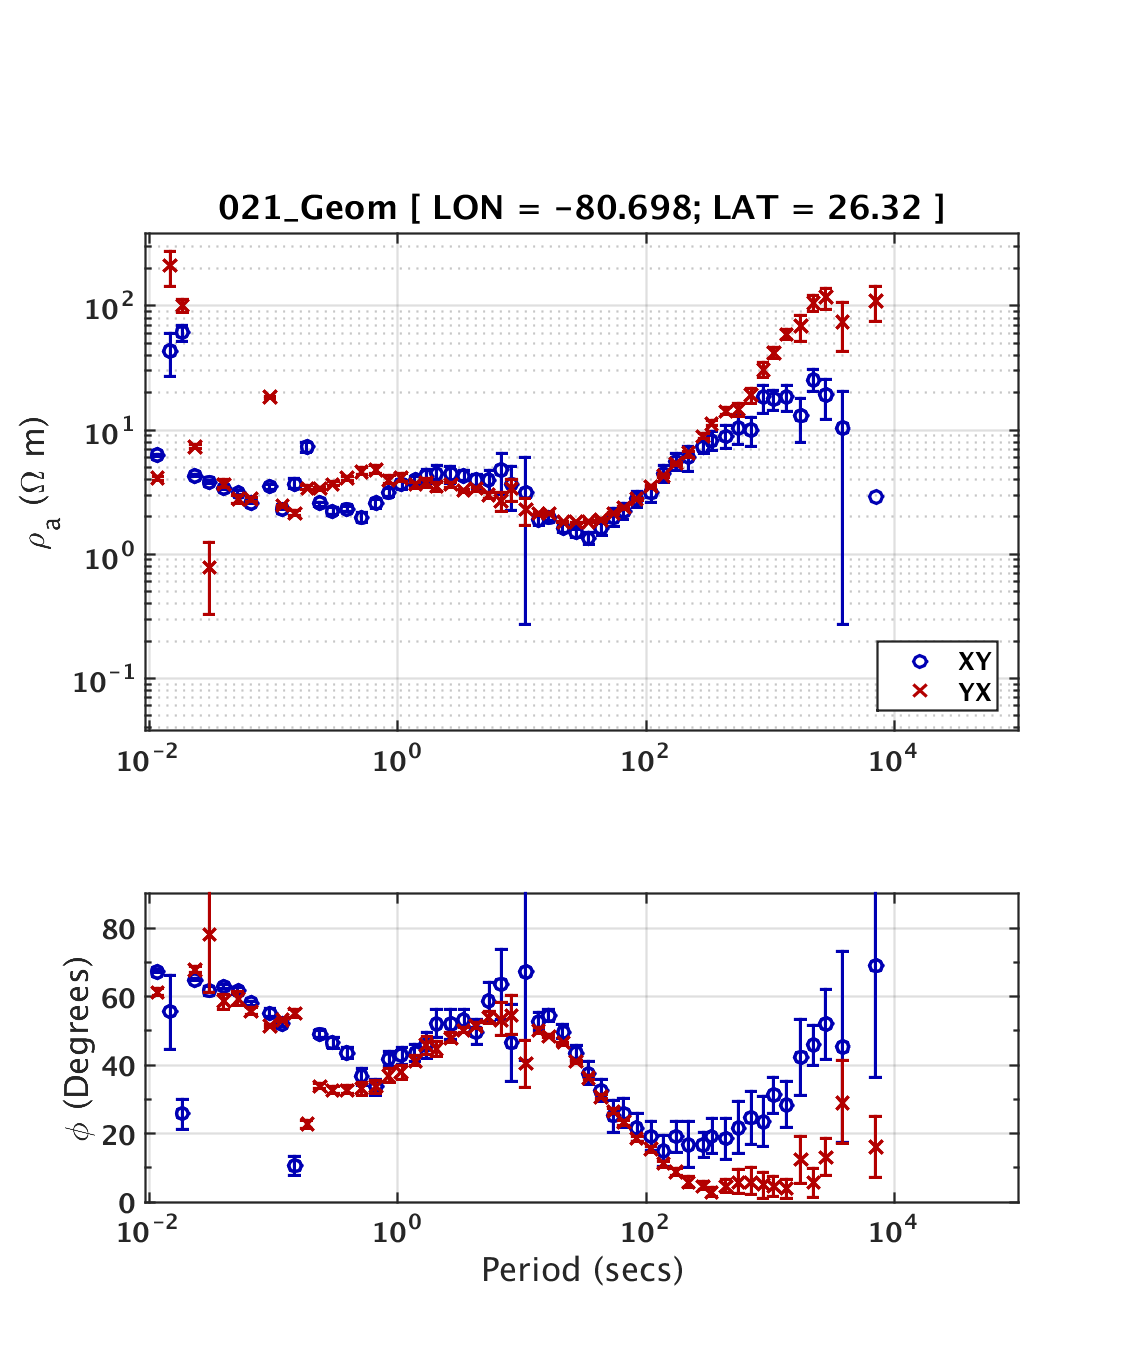 021_Geom [ LON = -80.698; LAT = 26.32 ]
ρa (Ω m)
10^2
10^1
10^0
10^-1
XY
YX
10^-2
10^0
10^2
10^4
ϕ (Degrees)
80
60
40
20
0
10^-2
10^0
10^2
10^4
Period (secs)